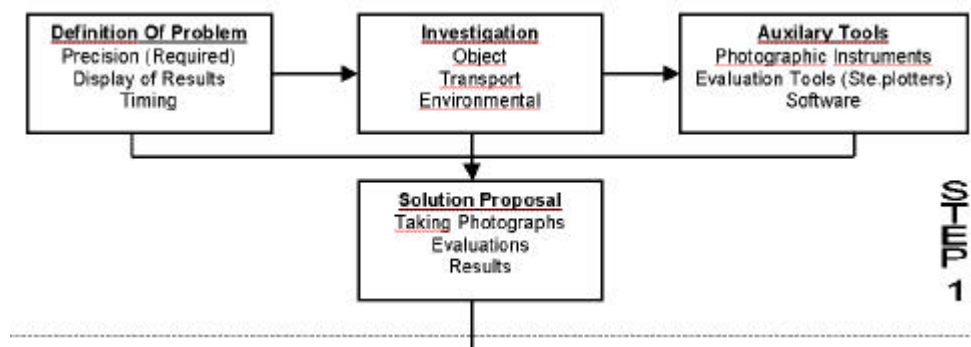 Definition Of Problem
Precision (Required)
Display of Results
Timing
Investigation
Object
Transport
Environmental
Auxilary Tools
Photographic Instruments
Evaluation Tools (Ste.plotters)
Software
Solution Proposal
Taking Photographs
Evaluations
Results
STEP 1